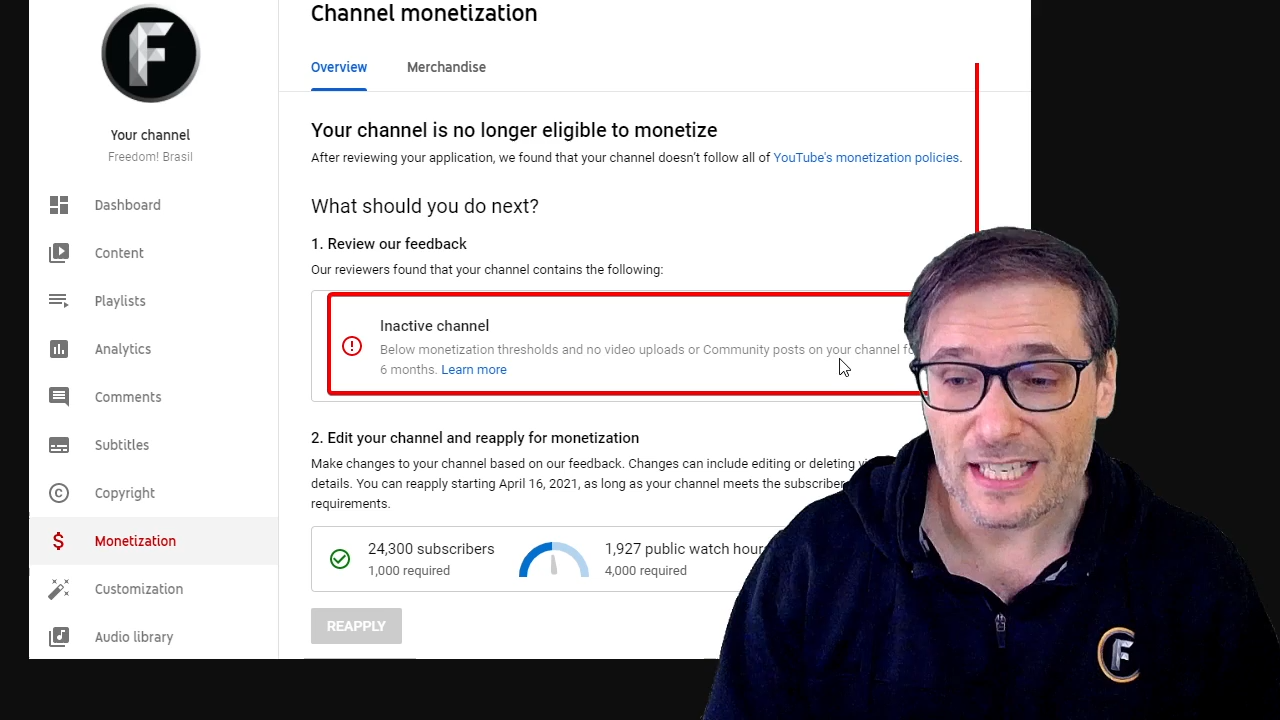 Channel monetization
Overview
Merchandise
Your channel
Freedom! Brasil
Dashboard
Content
Playlists
Analytics
Comments
Subtitles
Copyright
Monetization
Customization
Audio library
Your channel is no longer eligible to monetize
After reviewing your application, we found that your channel doesn't follow all of YouTube's monetization policies.
What should you do next?
1. Review our feedback
Our reviewers found that your channel contains the following:
Inactive channel
Below monetization thresholds and no video uploads or Community posts on your channel
6 months. Learn more
2. Edit your channel and reapply for monetization
Make changes to your channel based on our feedback. Changes can include editing or deleting
details. You can reapply starting April 16, 2021, as long as your channel meets the subscriber
requirements.
24,300 subscribers
1,000 required
1,927 public watch hour
4,000 required
REAPPLY
F
F